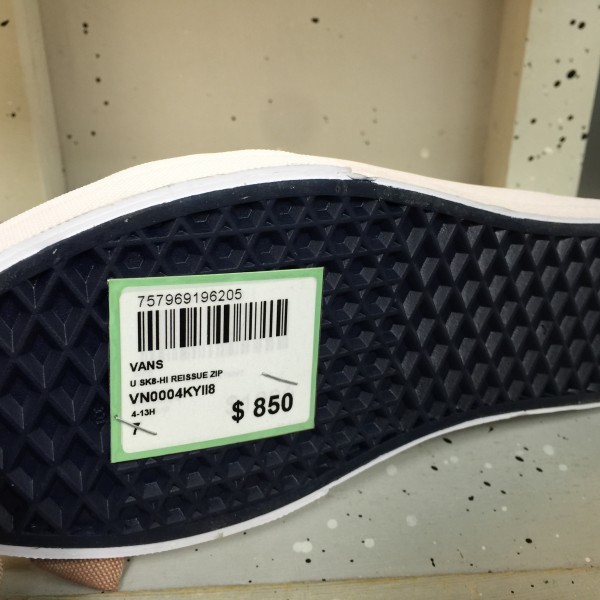 757969196205
VANS
U SK8-HI REISSUE ZIP
VN0004KYII8
4-13H
$ 850
7